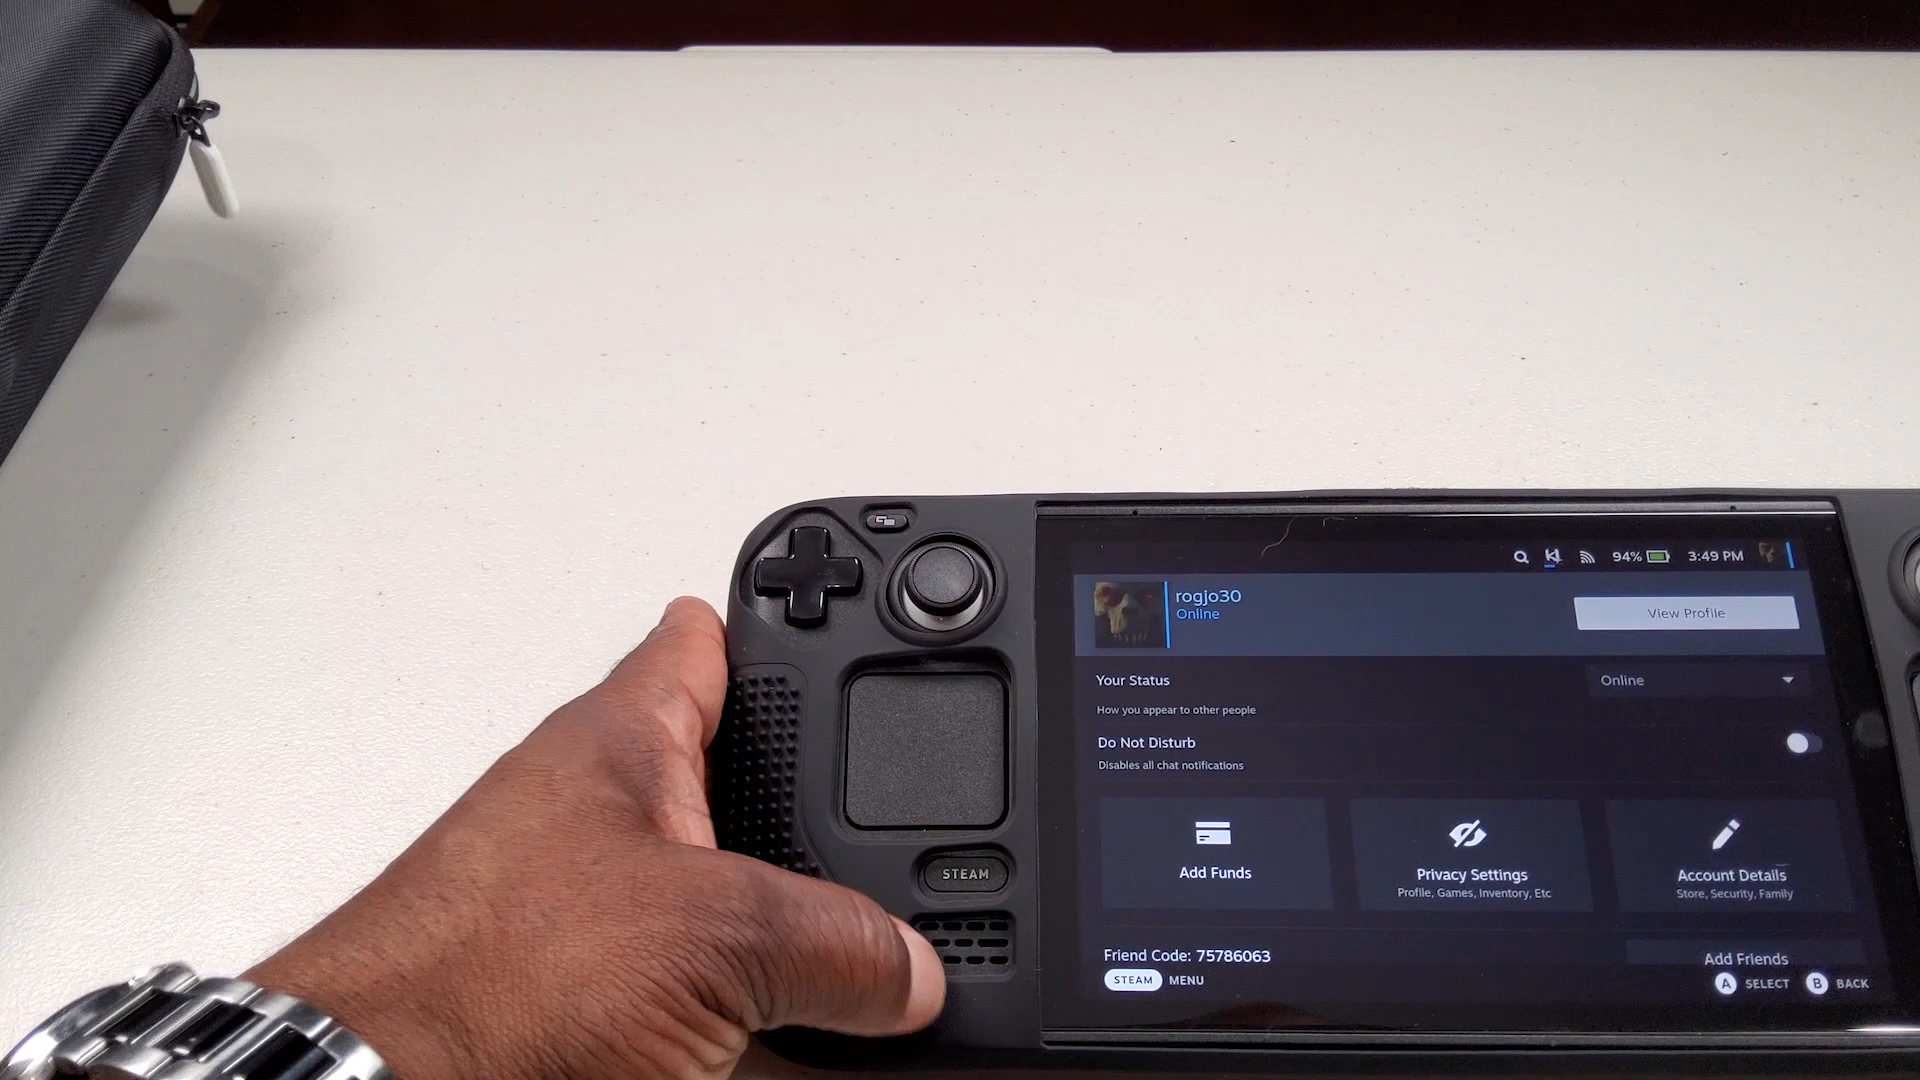 94% 3:49 PM
rogjo30
Online
View Profile
Your Status
Online
How you appear to other people
Do Not Disturb
Disables all chat notifications
Add Funds
Privacy Settings
Profile, Games, Inventory, Etc
Account Details
Store, Security, Family
Friend Code: 75786063
Add Friends
STEAM MENU
A SELECT B BACK
STEAM